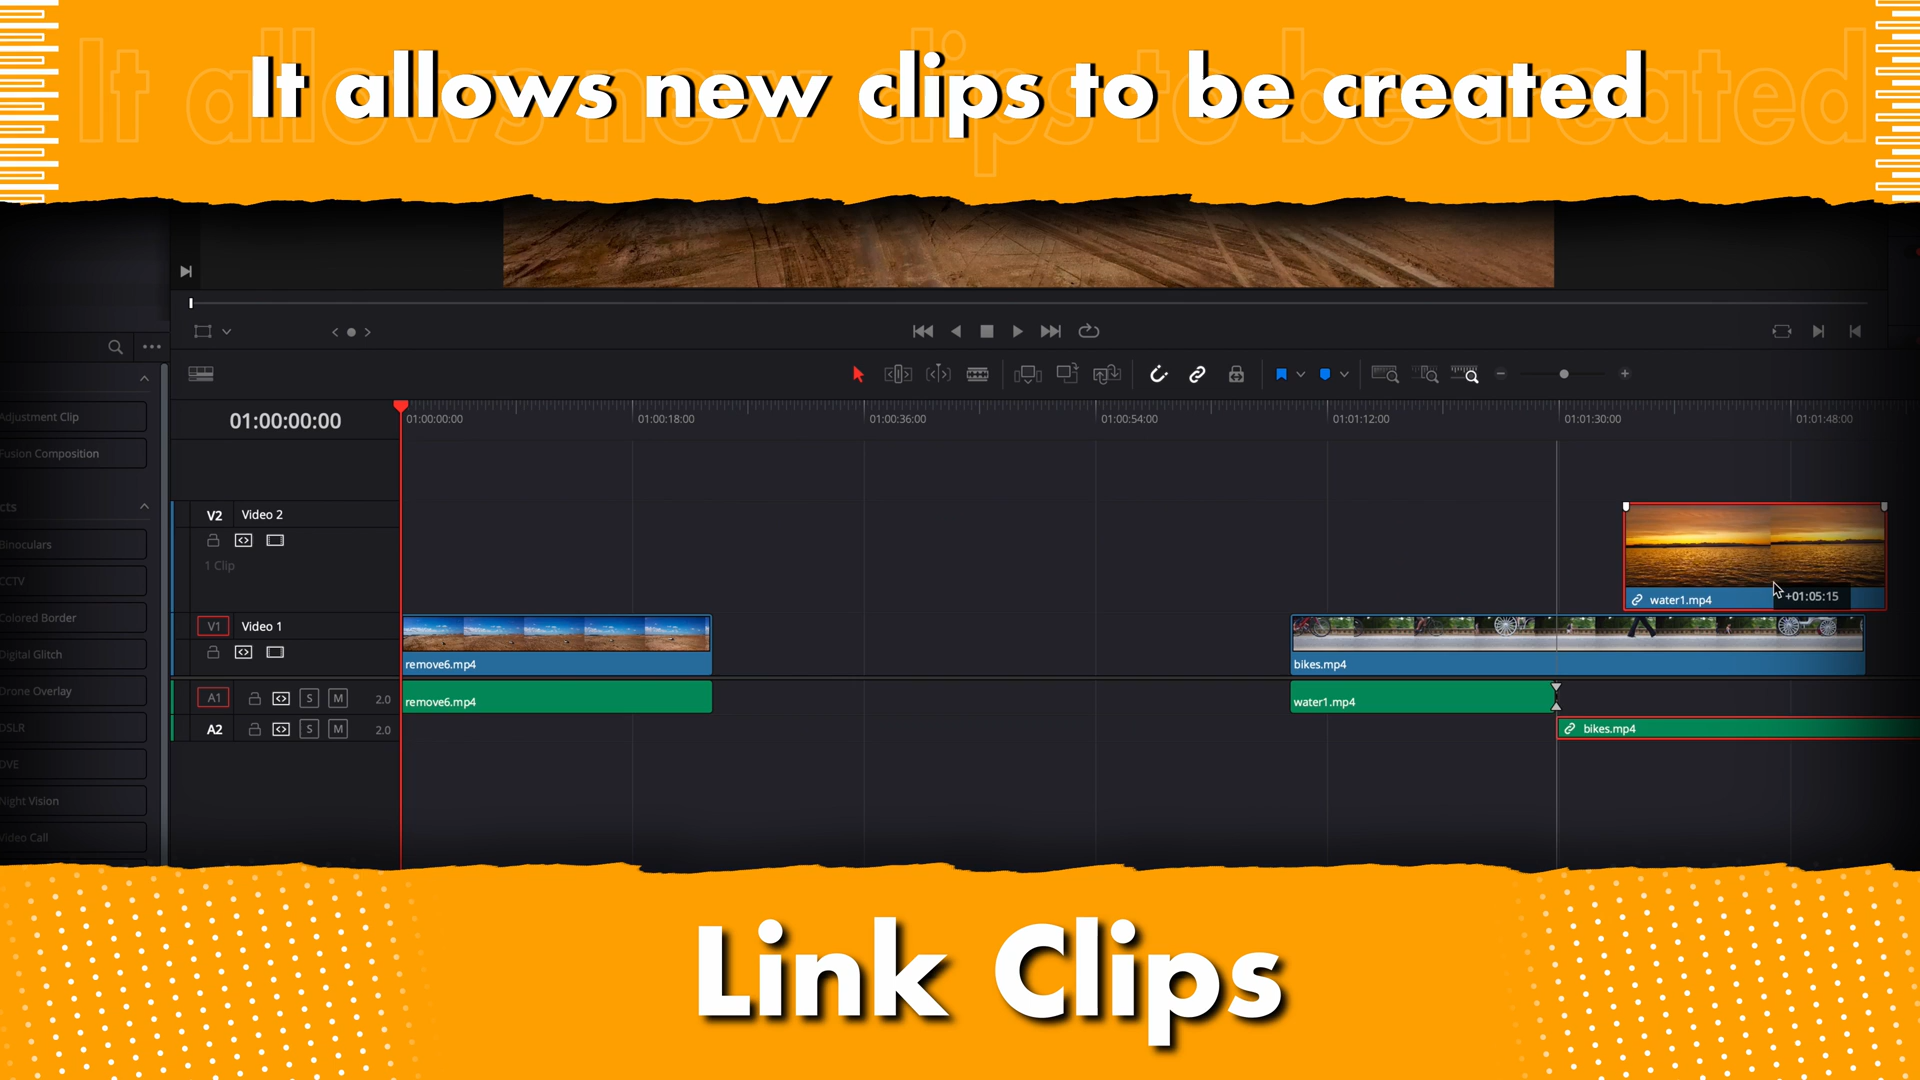 It allows new clips to be created
Adjustment Clip
01:00:00:00
01:00:00:00
01:00:18:00
01:00:36:00
01:00:54:00
01:01:12:00
01:01:30:00
01:01:48:00
Fusion Composition
cts
V2 Video 2
1 Clip
Binoculars
CCTV
water1.mp4
+01:05:15
Colored Border
V1 Video 1
Digital Glitch
remove6.mp4
bikes.mp4
Drone Overlay
A1 S M 2.0
remove6.mp4
water1.mp4
DSLR
A2 S M 2.0
bikes.mp4
DVE
Night Vision
Video Call
Link Clips